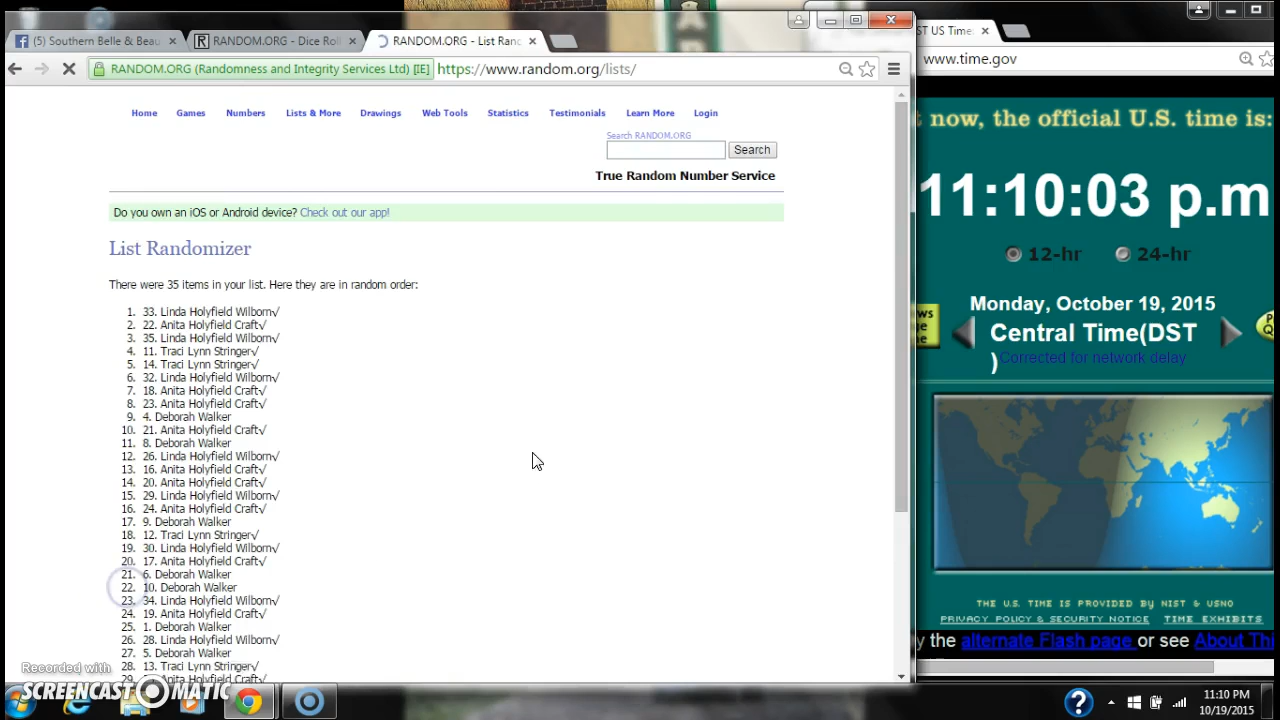 (5) Southern Belle & Beau
RANDOM.ORG - Dice Roll
RANDOM.ORG - List Ran
ST US Time
RANDOM.ORG (Randomness and Integrity Services Ltd) [IE]
https://www.random.org/lists/
www.time.gov
Home Games Numbers Lists & More Drawings Web Tools Statistics Testimonials Learn More Login
Search RANDOM.ORG
Search
True Random Number Service
Do you own an iOS or Android device? Check out our app!
List Randomizer
There were 35 items in your list. Here they are in random order:
1. 33. Linda Holyfield Wilborn√
2. 22. Anita Holyfield Craft√
3. 35. Linda Holyfield Wilborn√
4. 11. Traci Lynn Stringer√
5. 14. Traci Lynn Stringer√
6. 32. Linda Holyfield Wilborn√
7. 18. Anita Holyfield Craft√
8. 23. Anita Holyfield Craft√
9. 4. Deborah Walker
10. 21. Anita Holyfield Craft√
11. 8. Deborah Walker
12. 26. Linda Holyfield Wilborn√
13. 16. Anita Holyfield Craft√
14. 20. Anita Holyfield Craft√
15. 29. Linda Holyfield Wilborn√
16. 24. Anita Holyfield Craft√
17. 9. Deborah Walker
18. 12. Traci Lynn Stringer√
19. 30. Linda Holyfield Wilborn√
20. 17. Anita Holyfield Craft√
21. 6. Deborah Walker
22. 10. Deborah Walker
23. 34. Linda Holyfield Wilborn√
24. 19. Anita Holyfield Craft√
25. 1. Deborah Walker
26. 28. Linda Holyfield Wilborn√
27. 5. Deborah Walker
28. 13. Traci Lynn Stringer√
Anita Holyfield Craft√
now, the official U.S. time is:
11:10:03 p.m
12-hr 24-hr
Monday, October 19, 2015
Central Time(DST
)Corrected for network delay
THE U.S. TIME IS PROVIDED BY NIST & USNO
PRIVACY POLICY & SECURITY NOTICE TIME EXHIBITS
y the alternate Flash page or see About Thi
Recorded with
SCREENCAST MATIC
11:10 PM
10/19/2015